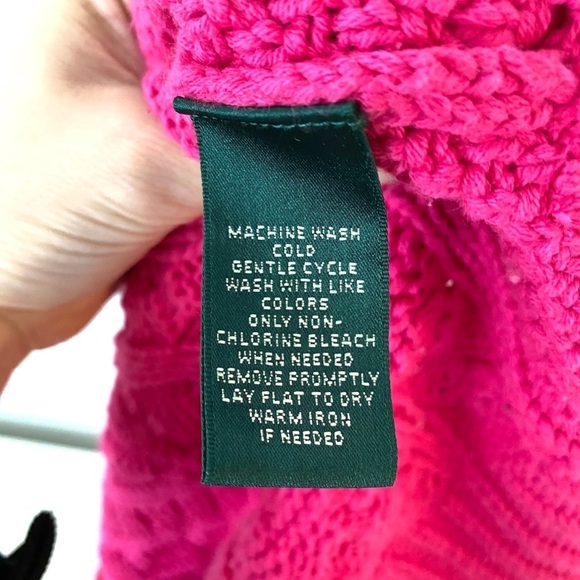 MACHINE WASH
COLD
GENTLE CYCLE
WASH WITH LIKE
COLORS
ONLY NON-
CHLORINE BLEACH
WHEN NEEDED
REMOVE PROMPTLY
LAY FLAT TO DRY
WARM IRON
IF NEEDED